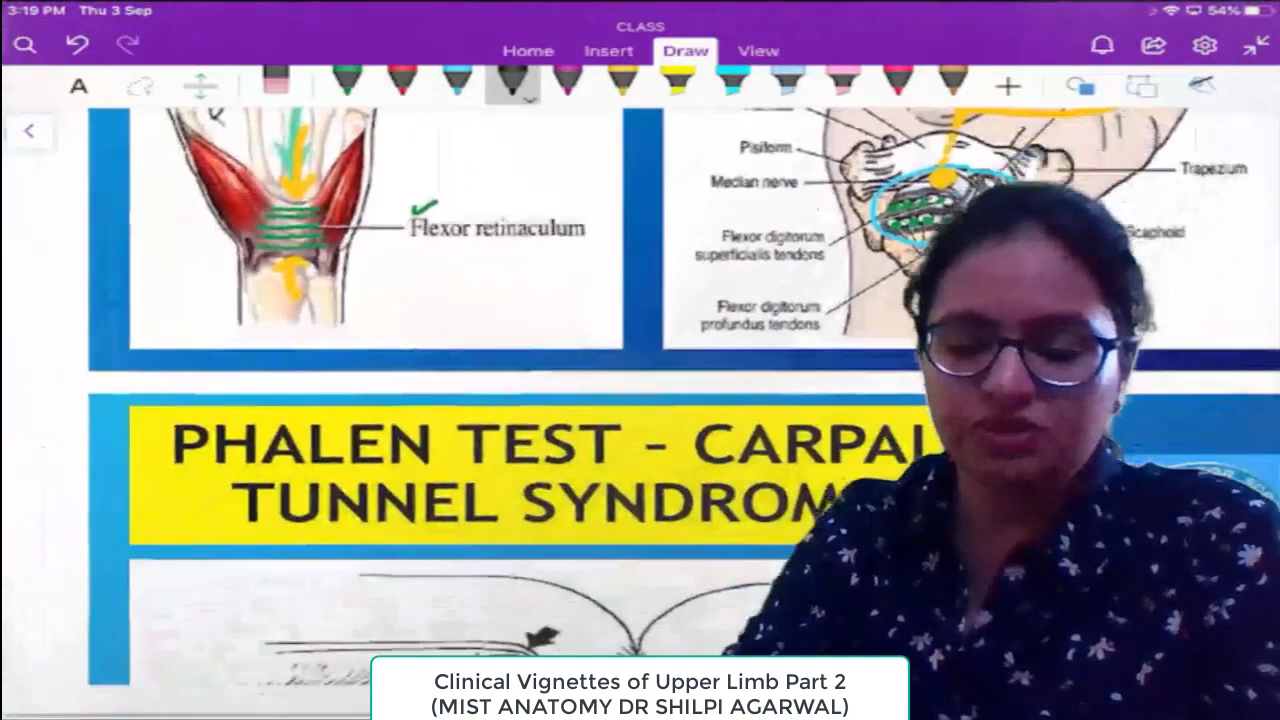 3:19 PM Thu 3 Sep
54%
CLASS
Home Insert Draw View
A
Pisiform
Median nerve
Trapezium
Flexor retinaculum
Flexor digitorum
superficialis tendons
Scaphoid
Flexor digitorum
profundus tendons
PHALEN TEST - CARPAL
TUNNEL SYNDROM
Clinical Vignettes of Upper Limb Part 2
(MIST ANATOMY DR SHILPI AGARWAL)